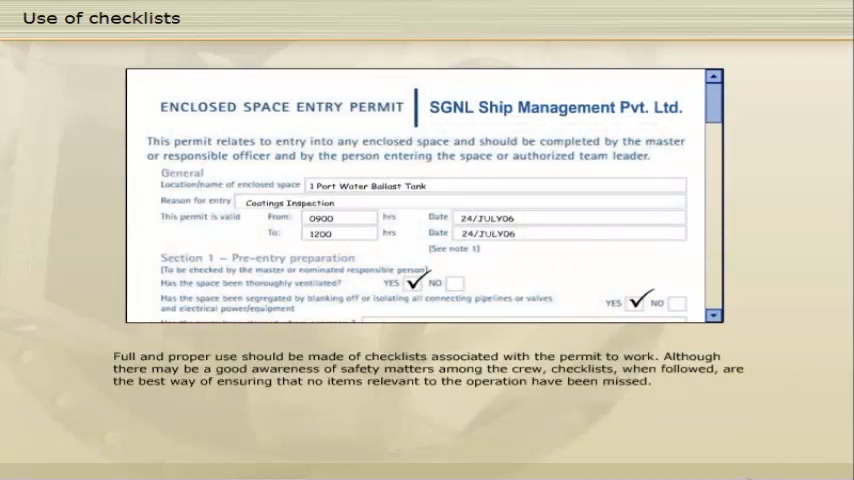 Use of checklists
ENCLOSED SPACE ENTRY PERMIT SGNL Ship Management Pvt. Ltd.
This permit relates to entry into any enclosed space and should be completed by the master
or responsible officer and by the person entering the space or authorized team leader.
General
Location/name of enclosed space 1 Port Water Ballast Tank
Reason for entry Coatings Inspection
This permit is valid From: 0900 hrs Date 24/JULY06
To: 1200 hrs Date 24/JULY06
(See note 1)
Section 1 – Pre-entry preparation
(To be checked by the master or nominated responsible person)
Has the space been thoroughly ventilated? YES NO
Has the space been segregated by blanking off or isolating all connecting pipelines or valves
and electrical power/equipment YES NO
Full and proper use should be made of checklists associated with the permit to work. Although
there may be a good awareness of safety matters among the crew, checklists, when followed, are
the best way of ensuring that no items relevant to the operation have been missed.